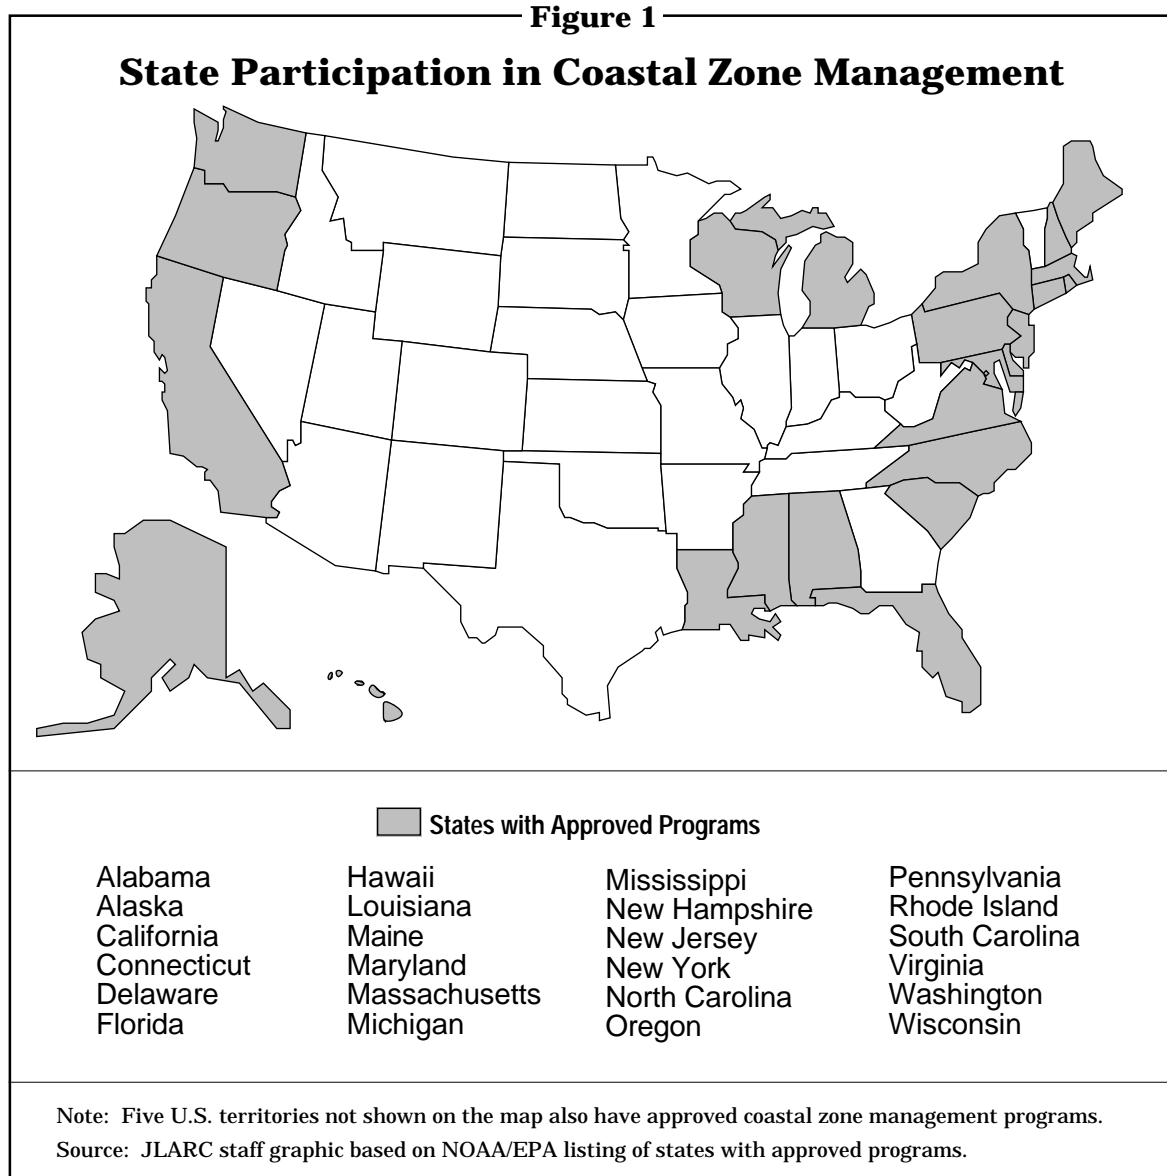 Figure 1
State Participation in Coastal Zone Management
States with Approved Programs
Alabama
Alaska
California
Connecticut
Delaware
Florida
Hawaii
Louisiana
Maine
Maryland
Massachusetts
Michigan
Mississippi
New Hampshire
New Jersey
New York
North Carolina
Oregon
Pennsylvania
Rhode Island
South Carolina
Virginia
Washington
Wisconsin
Note: Five U.S. territories not shown on the map also have approved coastal zone management programs.
Source: JLARC staff graphic based on NOAA/EPA listing of states with approved programs.